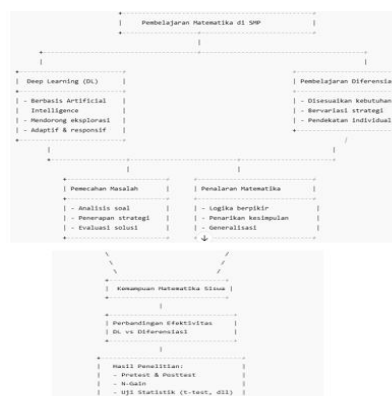 Pembelajaran Matematika di SMP
Deep Learning (DL)
- Berbasis Artificial
Intelligence
- Mendorong eksplorasi
- Adaptif & responsif
Pembelajaran Diferensia
- Disesuaikan kebutuhan
- Bervariasi strategi
- Pendekatan individual
Pemecahan Masalah
- Analisis soal
- Penerapan strategi
- Evaluasi solusi
Penalaran Matematika
- Logika berpikir
- Penarikan kesimpulan
- Generalisasi
Kemampuan Matematika Siswa
Perbandingan Efektivitas
DL vs Diferensiasi
Hasil Penelitian:
- Pretest & Posttest
- N-Gain
- Uji Statistik (t-test, dll)